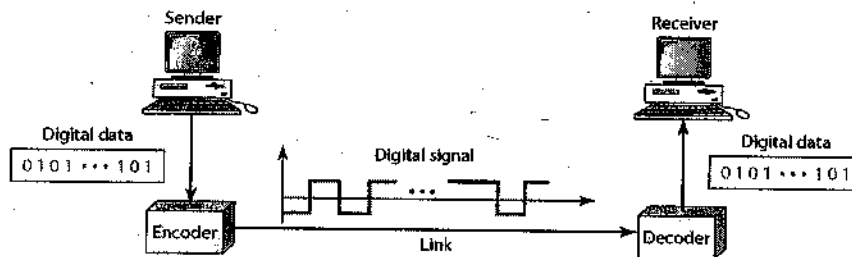 Sender
Receiver
Digital data
Digital signal
Digital data
0101 ••• 101
0101 ••• 101
Encoder
Link
Decoder